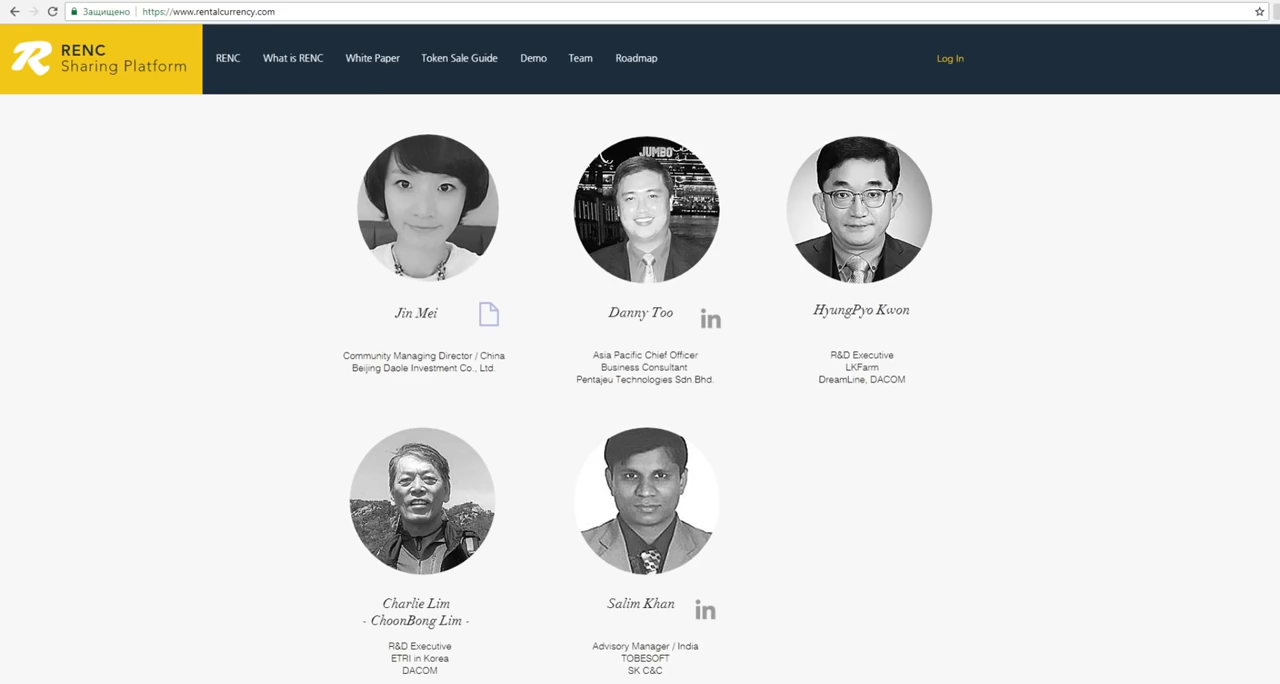 Защищено
https://www.rentalcurrency.com
RENC
Sharing Platform
RENC
What is RENC
White Paper
Token Sale Guide
Demo
Team
Roadmap
Log In
JUMBO
Jin Mei
in
Danny Too
in
HyungPyo Kwon
Community Managing Director / China
Beijing Daole Investment Co., Ltd.
Asia Pacific Chief Officer
Business Consultant
Pentajeu Technologies Sdn.Bhd.
R&D Executive
LKFarm
DreamLine, DACOM
Charlie Lim
- ChoonBong Lim -
Salim Khan
in
R&D Executive
ETRI in Korea
DACOM
Advisory Manager / India
TOBESOFT
SK C&C